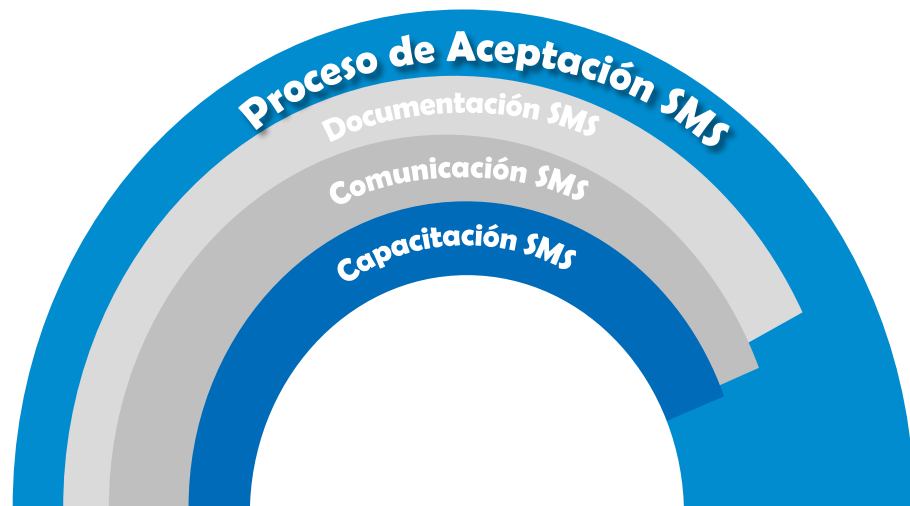 Proceso de Aceptación SMS
Documentación SMS
Comunicación SMS
Capacitación SMS